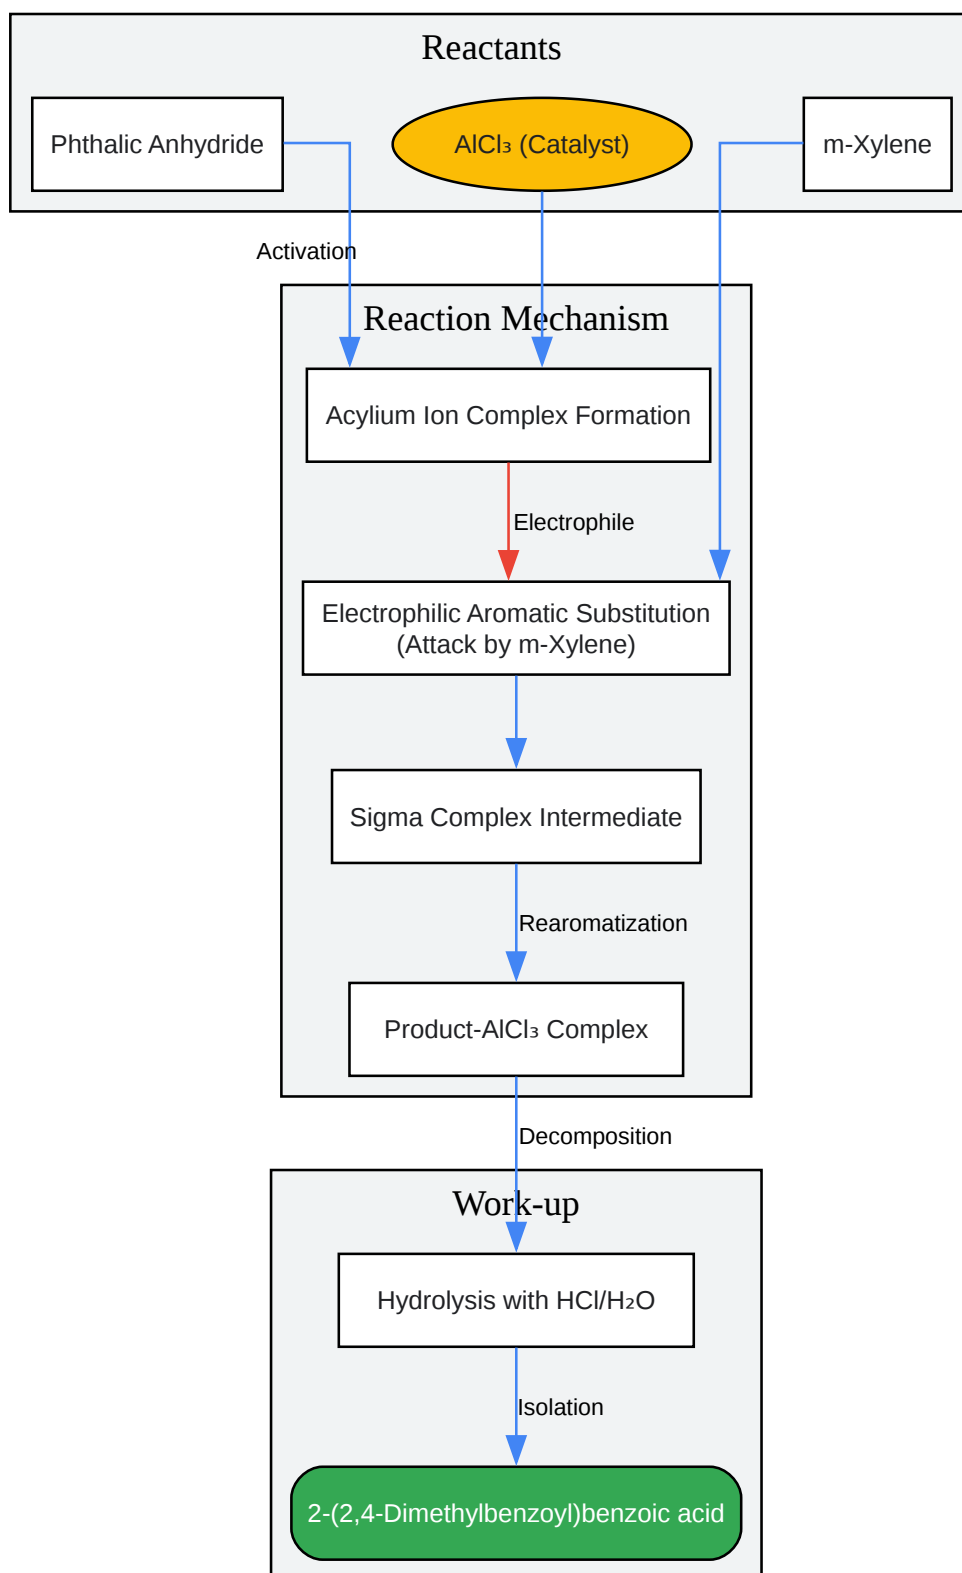 Reactants
Phthalic Anhydride
AlCl₃ (Catalyst)
m-Xylene
Activation
Reaction Mechanism
Acylium Ion Complex Formation
Electrophile
Electrophilic Aromatic Substitution
(Attack by m-Xylene)
Sigma Complex Intermediate
Rearomatization
Product-AlCl₃ Complex
Decomposition
Work-up
Hydrolysis with HCl/H₂O
Isolation
2-(2,4-Dimethylbenzoyl)benzoic acid